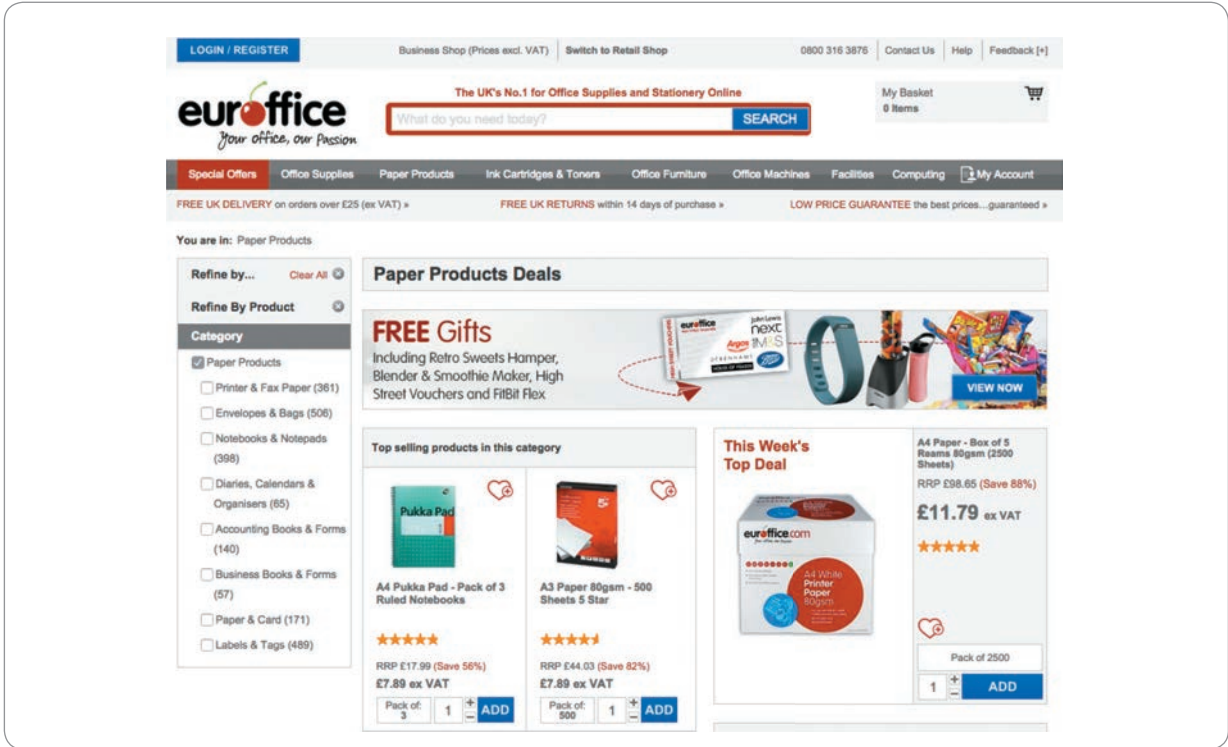 LOGIN / REGISTER
Business Shop (Prices excl. VAT)
Switch to Retail Shop
0800 316 3876
Contact Us
Help
Feedback [+]
euroffice
Your office, our Passion
The UK's No.1 for Office Supplies and Stationery Online
What do you need today?
SEARCH
My Basket
0 Items
Special Offers
Office Supplies
Paper Products
Ink Cartridges & Toners
Office Furniture
Office Machines
Facilities
Computing
My Account
FREE UK DELIVERY on orders over £25 (ex VAT) »
FREE UK RETURNS within 14 days of purchase »
LOW PRICE GUARANTEE the best prices...guaranteed »
You are in: Paper Products
Refine by...
Clear All
Refine By Product
Category
Paper Products
Printer & Fax Paper (361)
Envelopes & Bags (506)
Notebooks & Notepads
(398)
Diaries, Calendars &
Organisers (65)
Accounting Books & Forms
(140)
Business Books & Forms
(57)
Paper & Card (171)
Labels & Tags (489)
Paper Products Deals
FREE Gifts
Including Retro Sweets Hamper,
Blender & Smoothie Maker, High
Street Vouchers and FitBit Flex
euroffice
John Lewis
next
Argos
M&S
DEBENHAMS
Boots
HOUSE OF FRASER
VIEW NOW
Top selling products in this category
Pukka Pad
A4 Pukka Pad - Pack of 3
Ruled Notebooks
RRP £17.99 (Save 56%)
£7.89 ex VAT
Pack of:
3
1
ADD
5
A3 Paper 80gsm - 500
Sheets 5 Star
RRP £44.03 (Save 82%)
£7.89 ex VAT
Pack of:
500
1
ADD
This Week's
Top Deal
euroffice.com
A4 White
Printer
Paper
80gsm
A4 Paper - Box of 5
Reams 80gsm (2500
Sheets)
RRP £98.65 (Save 88%)
£11.79 ex VAT
Pack of 2500
1
ADD